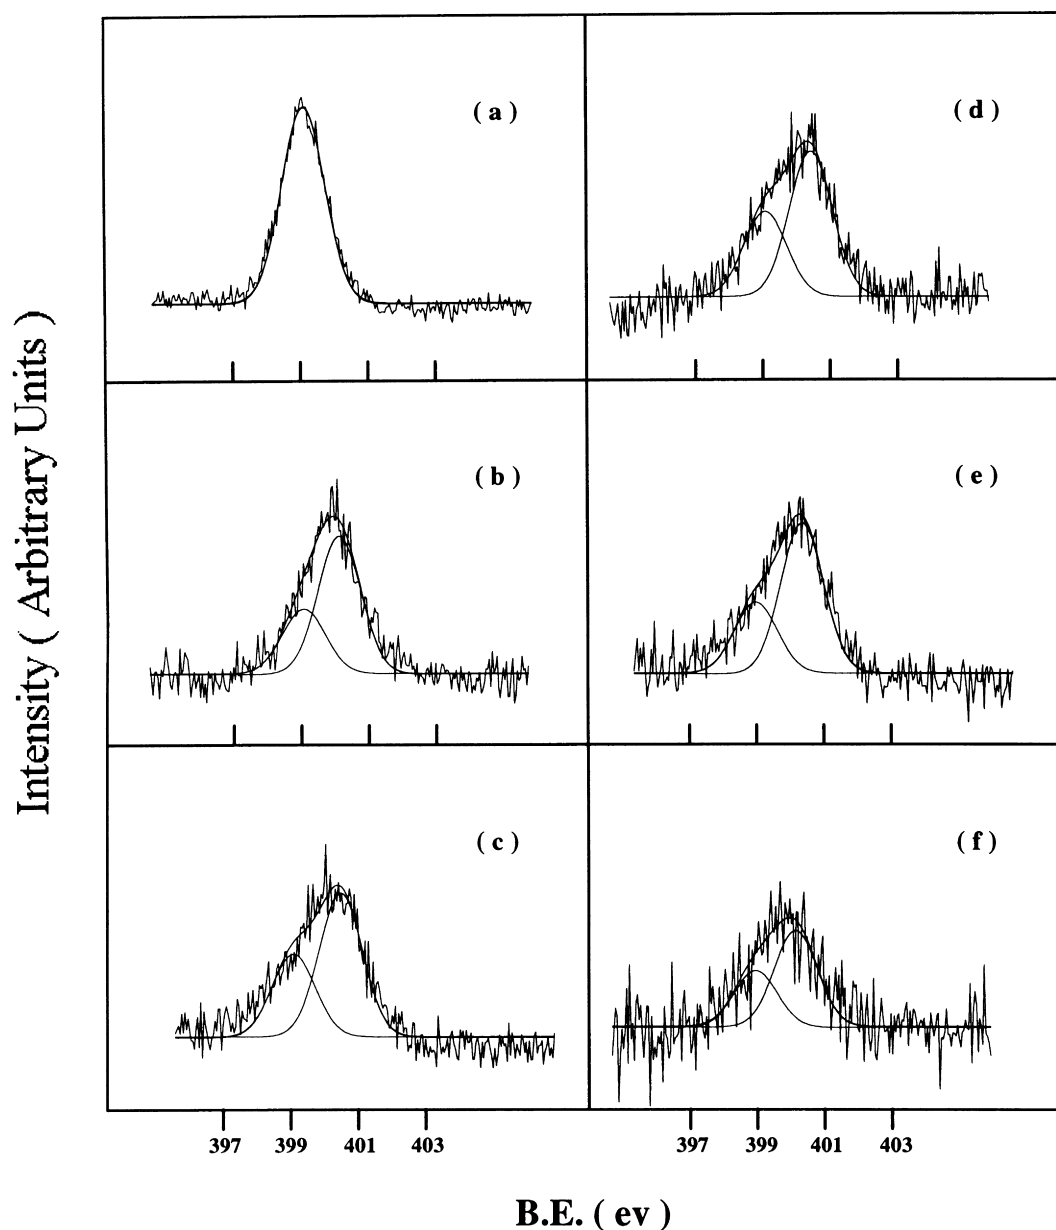 Intensity ( Arbitrary Units )
( a )
( d )
( b )
( e )
( c )
( f )
397 399 401 403
397 399 401 403
B.E. ( ev )